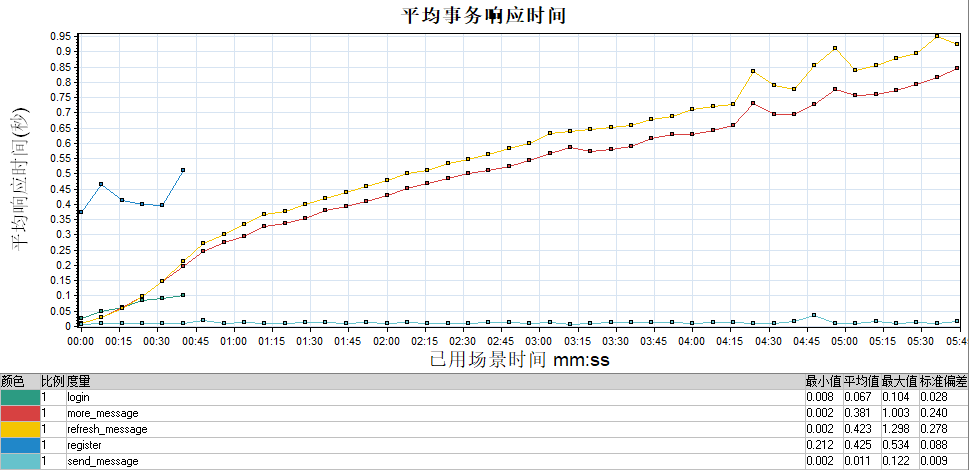 平均事务响应时间
平均响应时间(秒)
0.95
0.9
0.85
0.8
0.75
0.7
0.65
0.6
0.55
0.5
0.45
0.4
0.35
0.3
0.25
0.2
0.15
0.1
0.05
0
00:00 00:15 00:30 00:45 01:00 01:15 01:30 01:45 02:00 02:15 02:30 02:45 03:00 03:15 03:30 03:45 04:00 04:15 04:30 04:45 05:00 05:15 05:30 05:4
已用场景时间 mm:ss
颜色 比例 度量 最小值 平均值 最大值 标准偏差
1 login 0.008 0.067 0.104 0.028
1 more_message 0.002 0.381 1.003 0.240
1 refresh_message 0.002 0.423 1.298 0.278
1 register 0.212 0.425 0.534 0.088
1 send_message 0.002 0.011 0.122 0.009